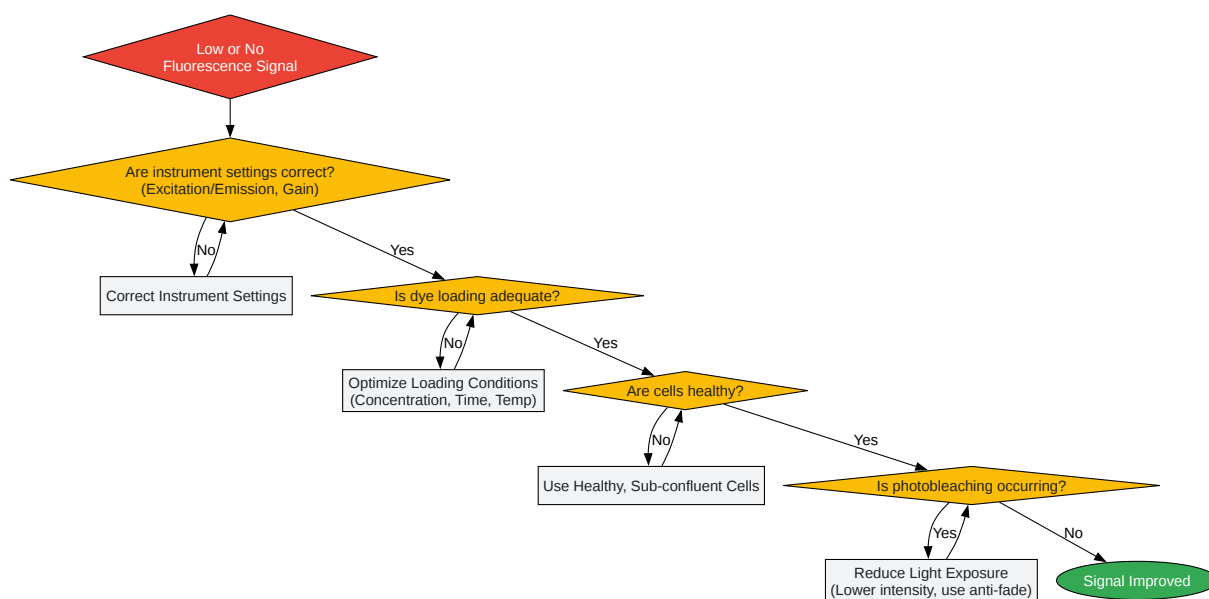 Low or No
Fluorescence Signal
Are instrument settings correct?
(Excitation/Emission, Gain)
No
Yes
Correct Instrument Settings
Is dye loading adequate?
No
Yes
Optimize Loading Conditions
(Concentration, Time, Temp)
Are cells healthy?
No
Yes
Use Healthy, Sub-confluent Cells
Is photobleaching occurring?
Yes
No
Reduce Light Exposure
(Lower intensity, use anti-fade)
Signal Improved